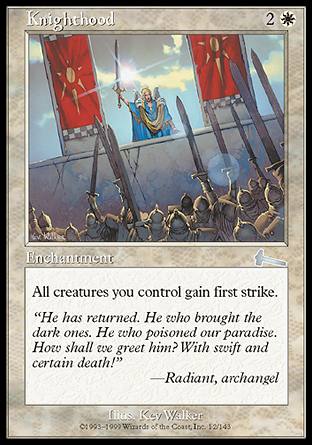 Knighthood 2
Kev Walker
Enchantment
All creatures you control gain first strike.
“He has returned. He who brought the
dark ones. He who poisoned our paradise.
How shall we greet him? With swift and
certain death!”
—Radiant, archangel
Illus. Kev Walker
©1993–1999 Wizards of the Coast, Inc. 12/143